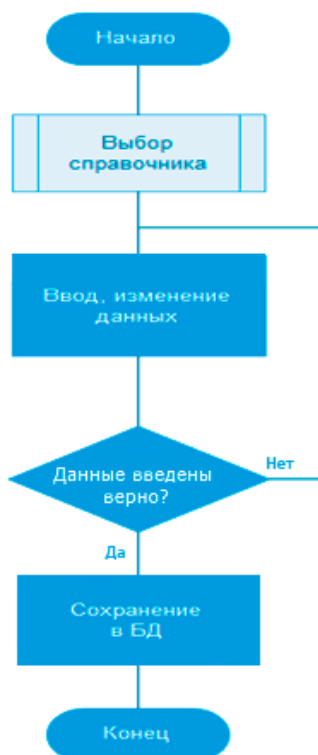 Начало
Выбор
справочника
Ввод, изменение
данных
Данные введены
верно?
Нет
Да
Сохранение
в БД
Конец